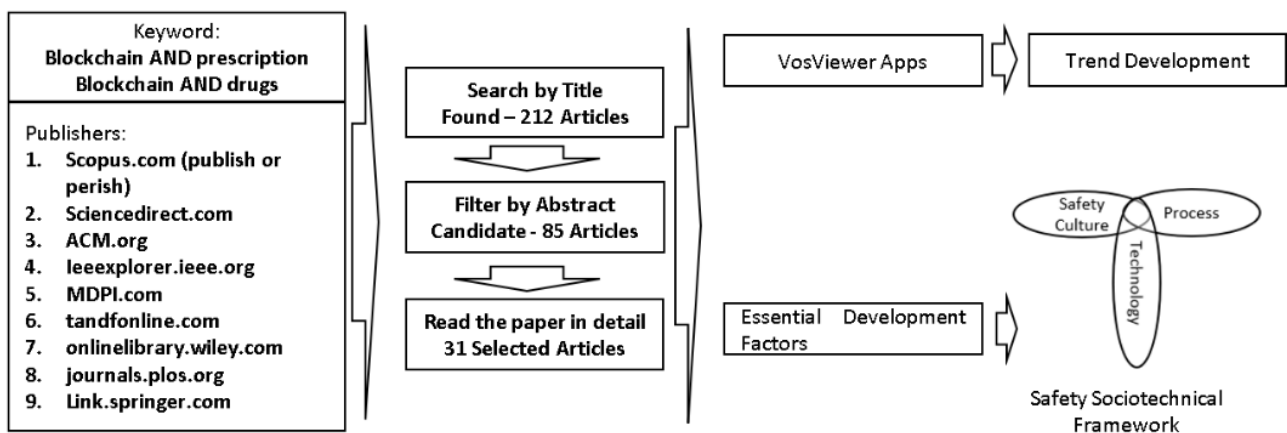 Keyword:
Blockchain AND prescription
Blockchain AND drugs
Publishers:
1. Scopus.com (publish or
perish)
2. Sciencedirect.com
3. ACM.org
4. Ieeexplorer.ieee.org
5. MDPI.com
6. tandfonline.com
7. onlinelibrary.wiley.com
8. journals.plos.org
9. Link.springer.com
Search by Title
Found – 212 Articles
Filter by Abstract
Candidate - 85 Articles
Read the paper in detail
31 Selected Articles
VosViewer Apps
Trend Development
Essential Development
Factors
Safety
Culture
Process
Technology
Safety Sociotechnical
Framework